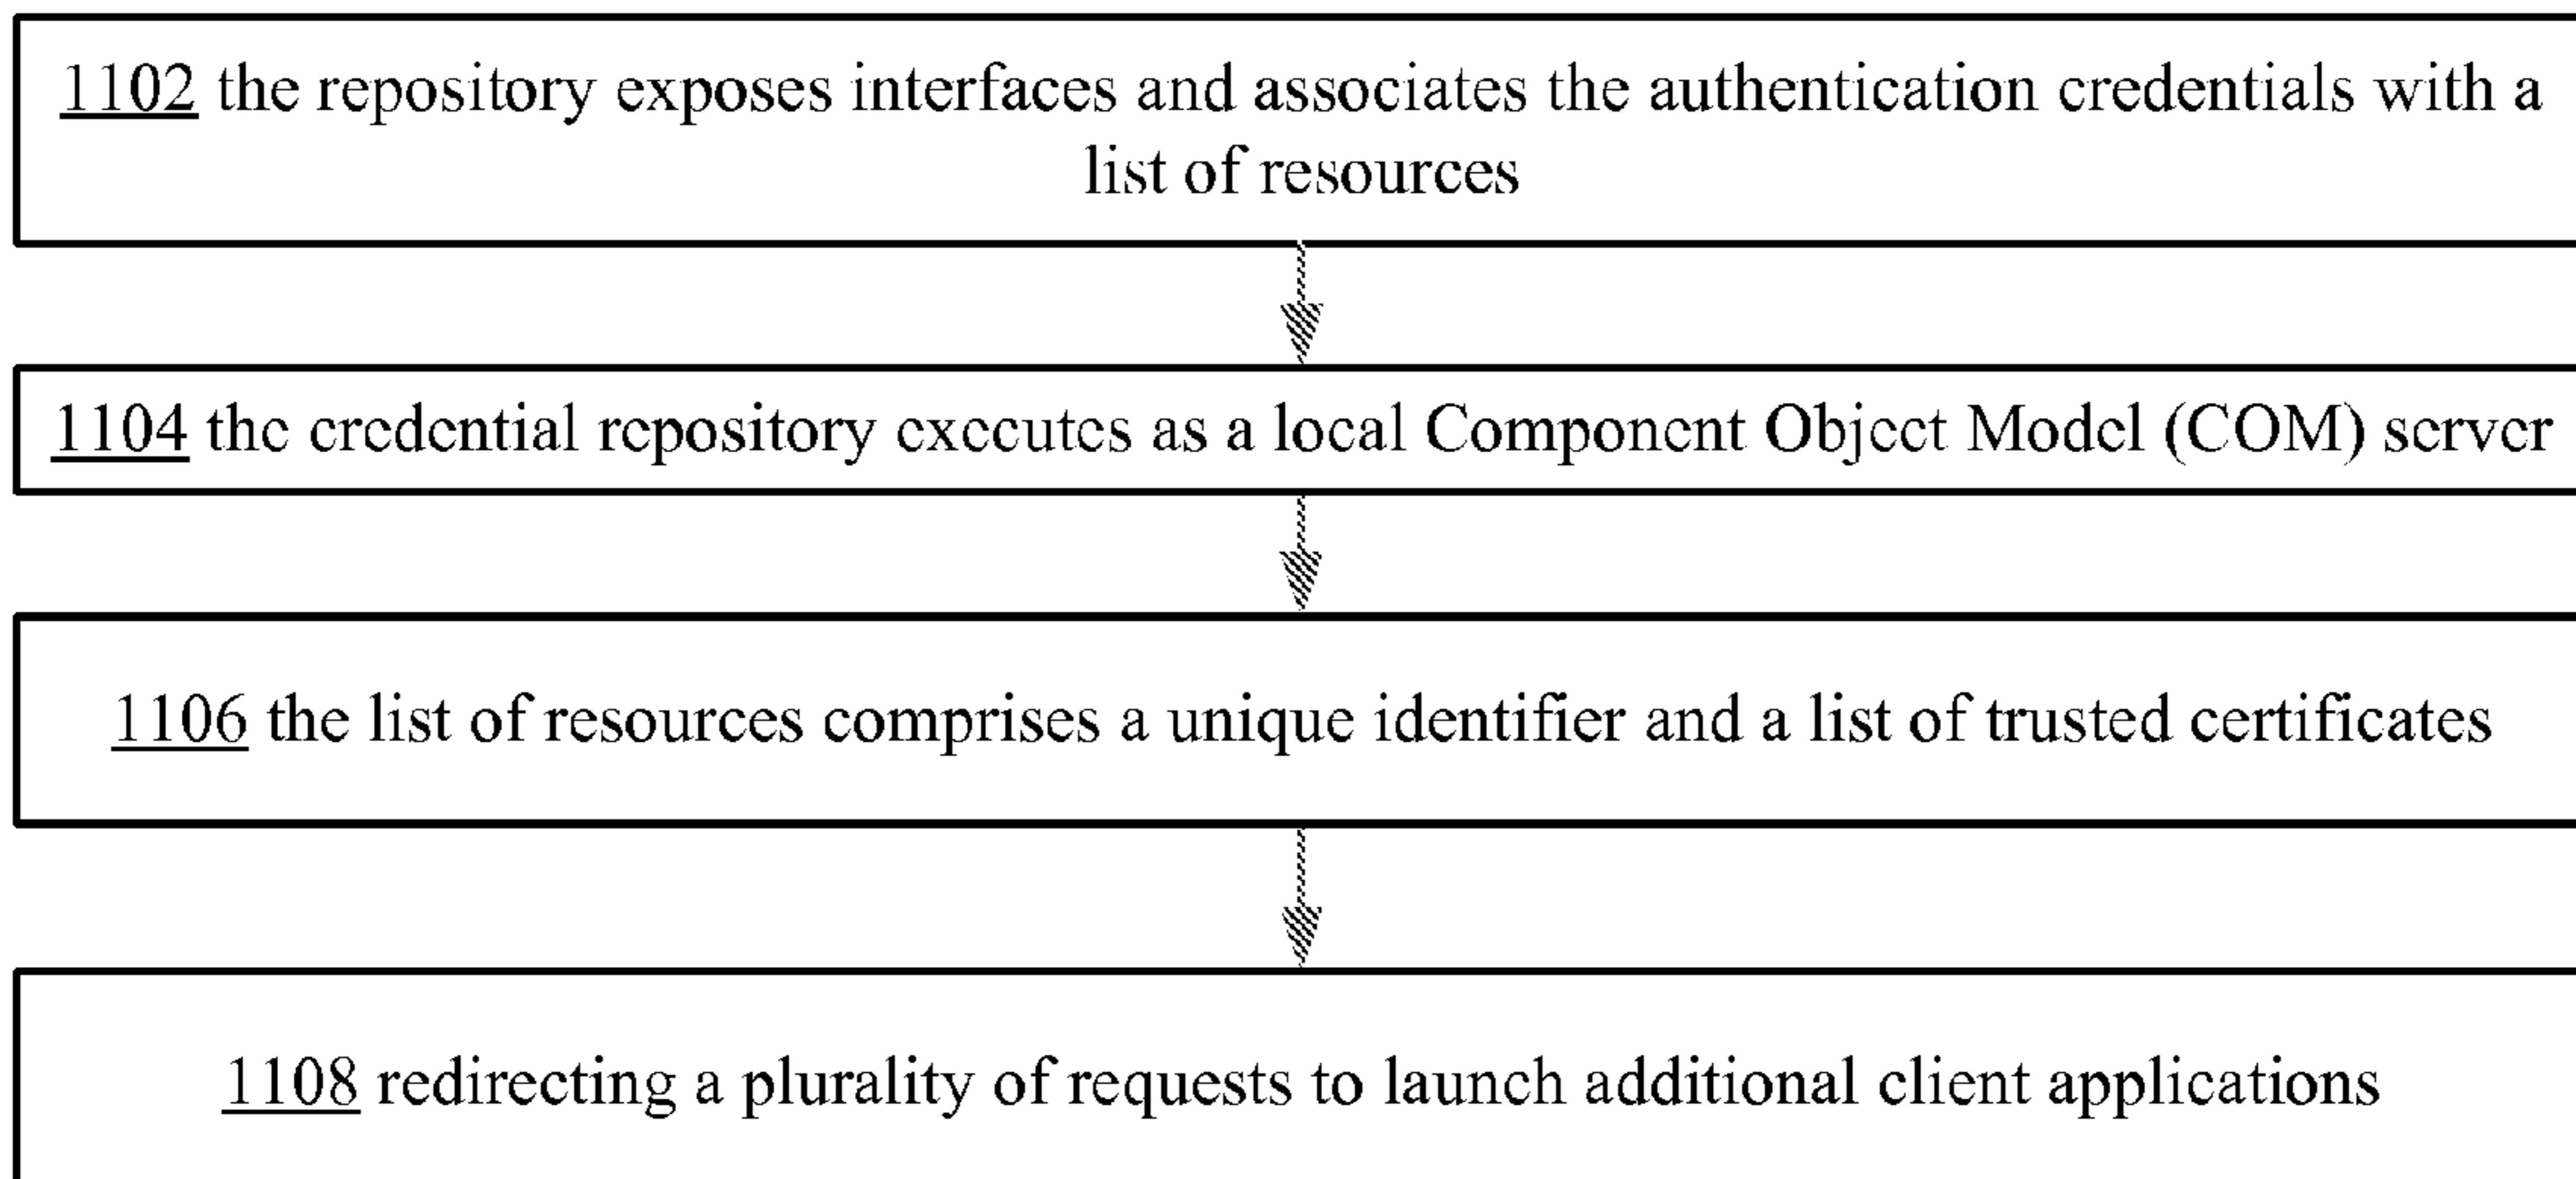 1102 the repository exposes interfaces and associates the authentication credentials with a
list of resources
1104 the credential repository executes as a local Component Object Model (COM) server
1106 the list of resources comprises a unique identifier and a list of trusted certificates
1108 redirecting a plurality of requests to launch additional client applications